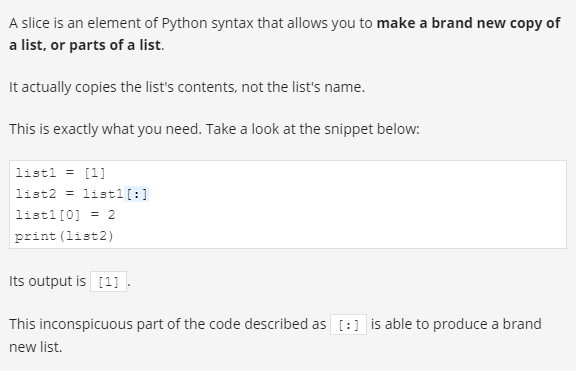 A slice is an element of Python syntax that allows you to make a brand new copy of
a list, or parts of a list.
It actually copies the list's contents, not the list's name.
This is exactly what you need. Take a look at the snippet below:
list1 = [1]
list2 = list1[:]
list1[0] = 2
print(list2)
Its output is [1].
This inconspicuous part of the code described as [:] is able to produce a brand
new list.